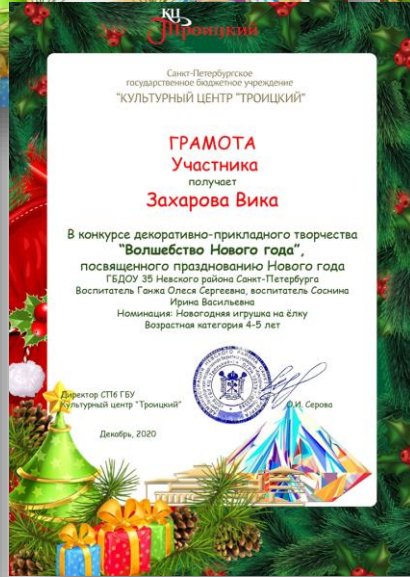 КЦ
Троицкий
Санкт-Петербургское
государственное бюджетное учреждение
"КУЛЬТУРНЫЙ ЦЕНТР "ТРОИЦКИЙ"
ГРАМОТА
Участника
получает
Захарова Вика
В конкурсе декоративно-прикладного творчества
"Волшебство Нового года",
посвященного празднованию Нового года
ГБДОУ 35 Невского района Санкт-Петербурга
Воспитатель Ганжа Олеся Сергеевна, воспитатель Соснина
Ирина Васильевна
Номинация: Новогодняя игрушка на ёлку
Возрастная категория 4-5 лет
Директор СПб ГБУ
Культурный центр "Троицкий" О.И. Серова
Декабрь, 2020